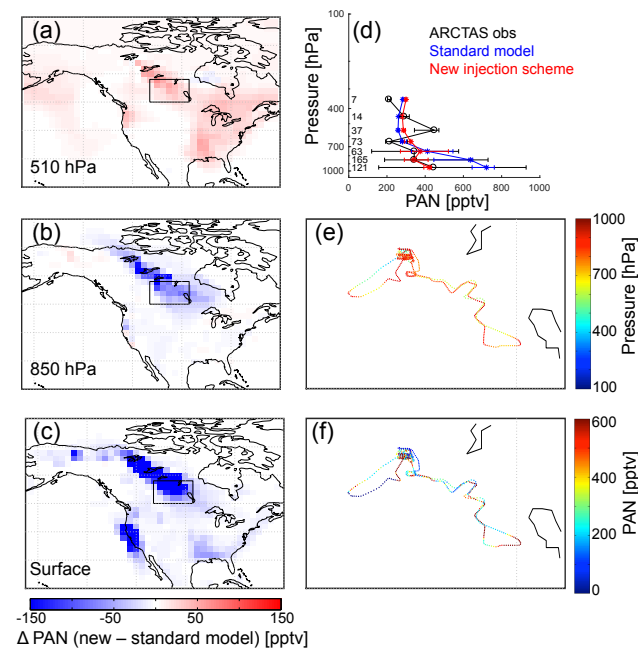 (a)
510 hPa
(b)
850 hPa
(c)
Surface
-150 -50 0 50 150
Δ PAN (new – standard model) [pptv]
(d)
ARCTAS obs
Standard model
New injection scheme
Pressure [hPa]
100
400
700
1000
7
14
37
73
63
165
121
0 200 400 600 800 1000
PAN [pptv]
(e)
1000
700
400
100
Pressure [hPa]
(f)
600
400
200
0
PAN [pptv]